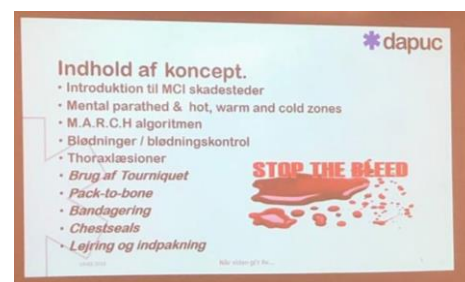 dapuc
Indhold af koncept.
• Introduktion til MCI skadesteder
• Mental parathed & hot, warm and cold zones
• M.A.R.C.H algoritmen
• Blødninger / blødningskontrol
• Thoraxlæsioner
• Brug af Tourniquet
• Pack-to-bone
• Bandagering
• Chestseals
• Lejring og indpakning
STOP THE BLEED